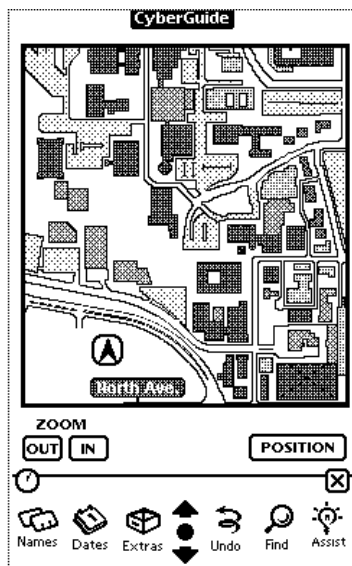 CyberGuide
North Ave.
ZOOM
OUT IN POSITION
Names Dates Extras Undo Find Assist